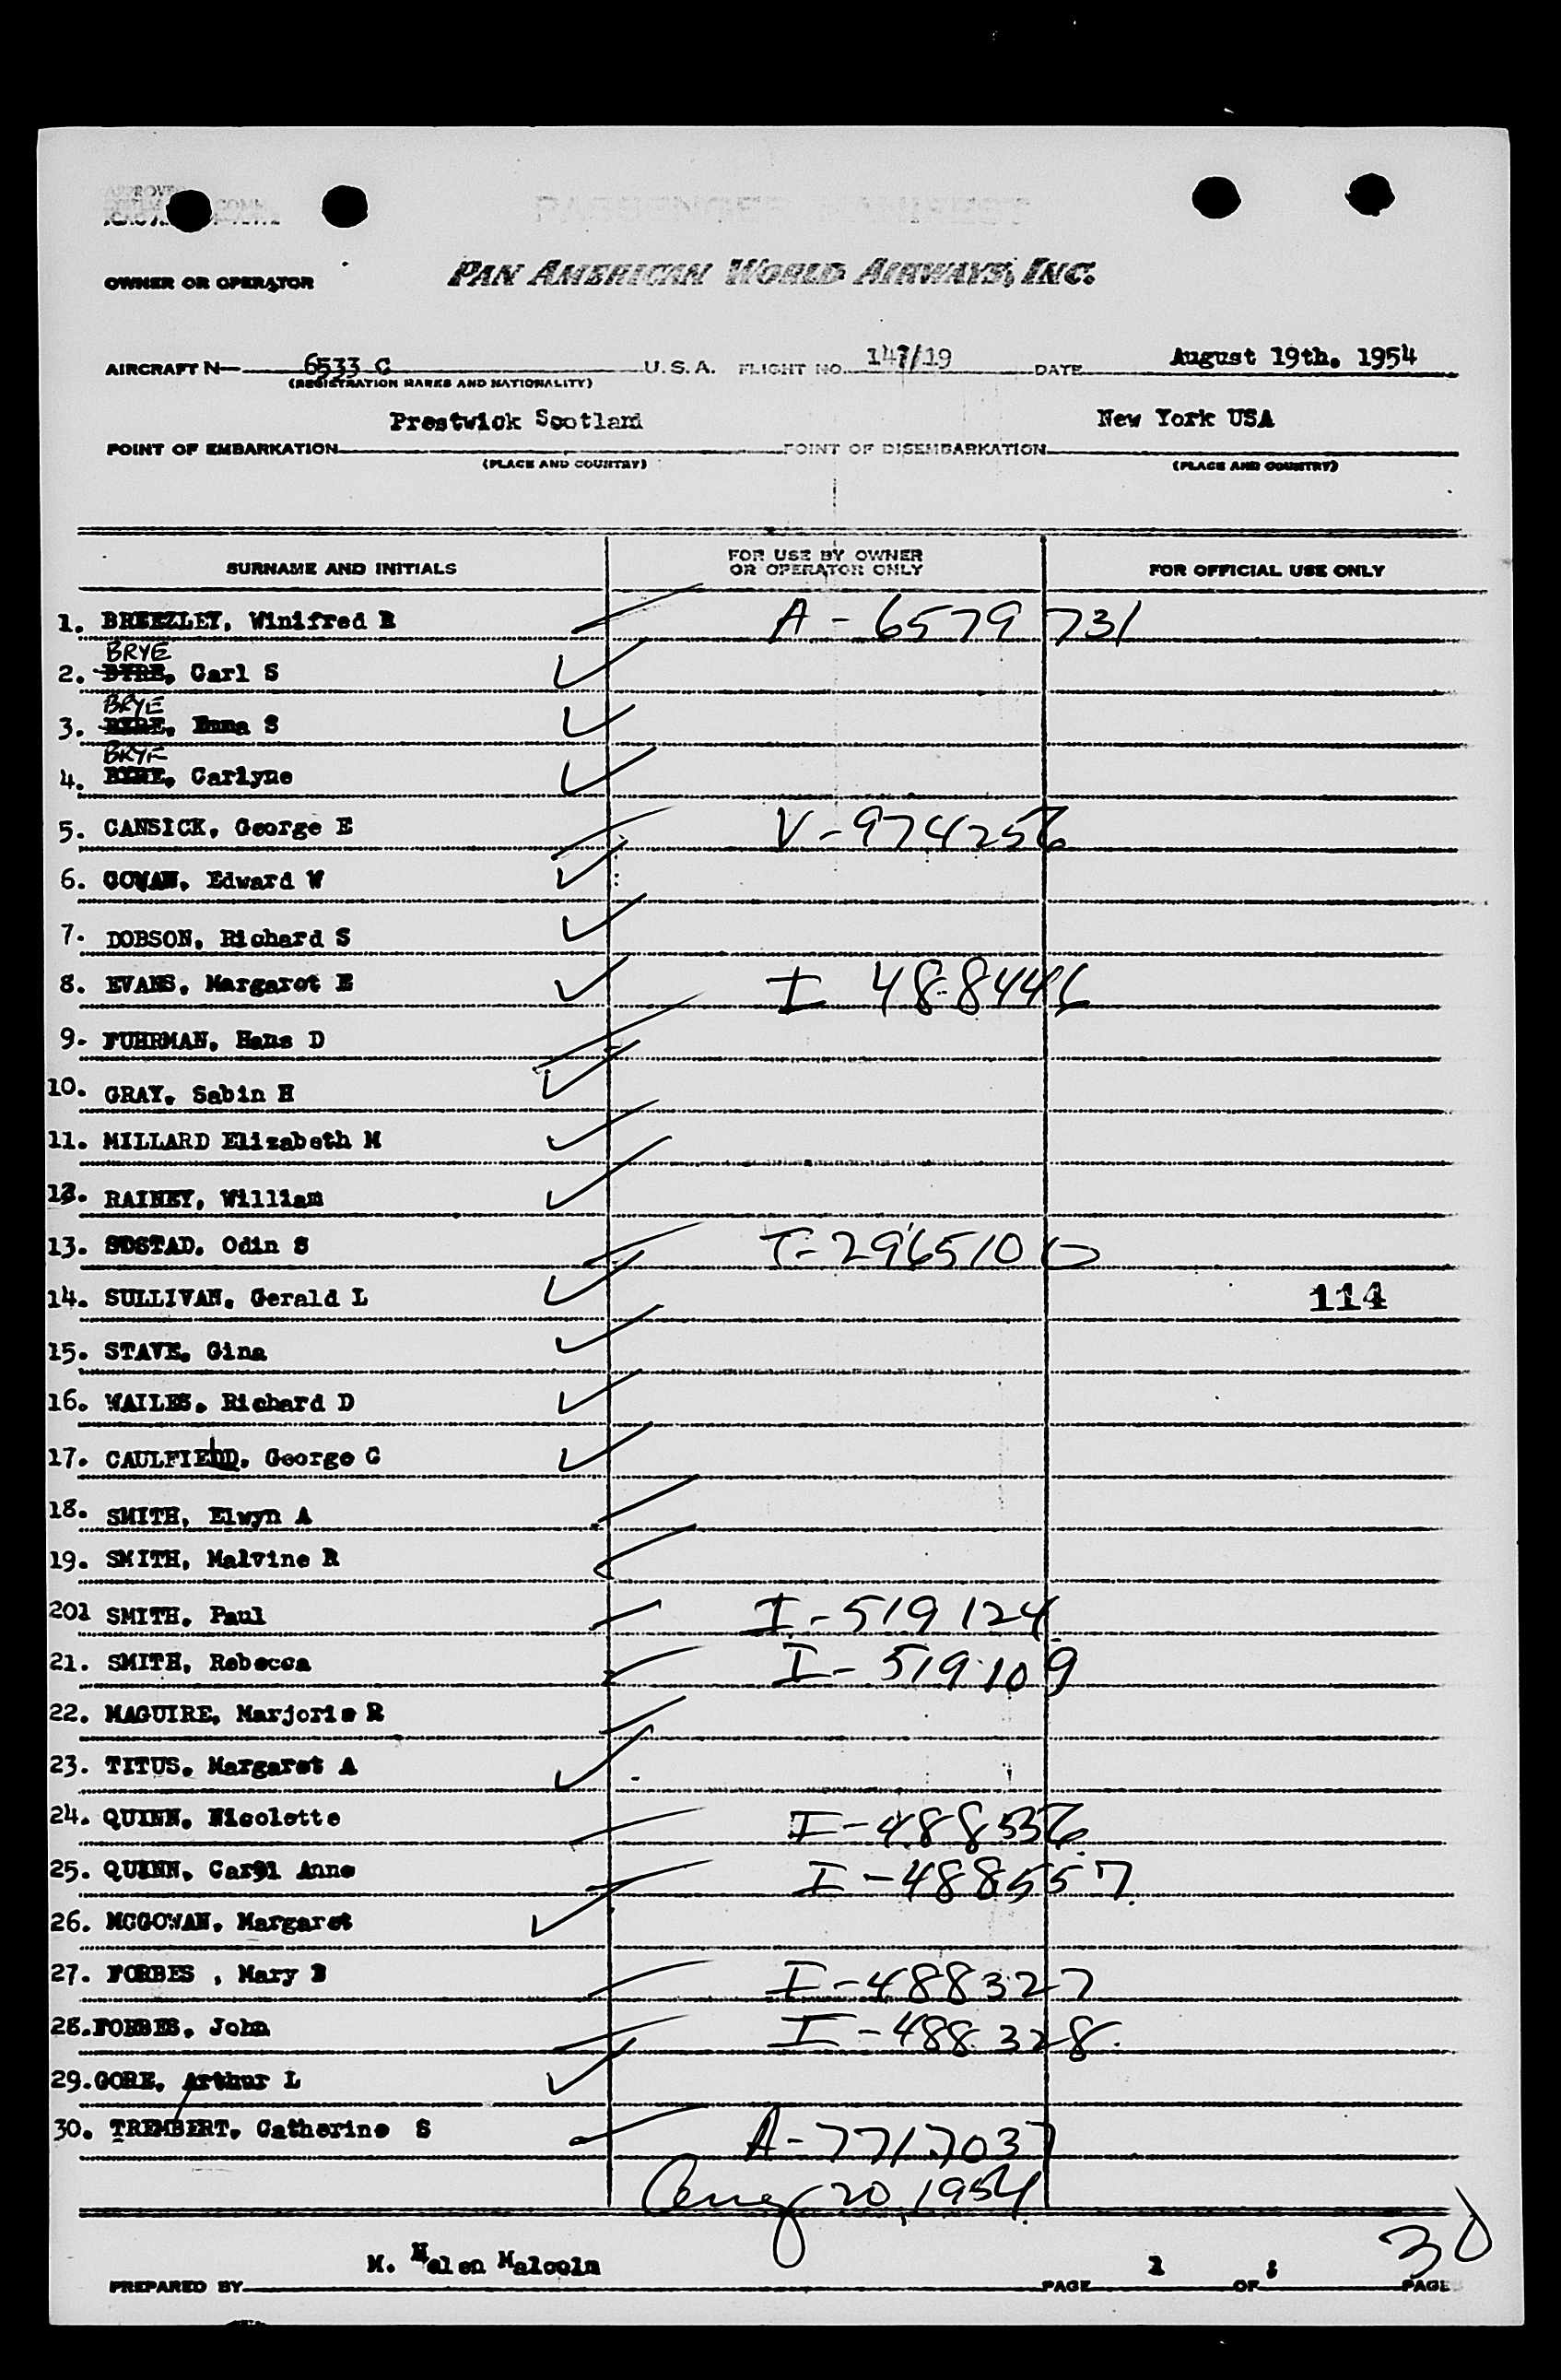 OWNER OR OPERATOR
PAN AMERICAN WORLD AIRWAYS, INC.
AIRCRAFT N 6533 C U.S.A. FLIGHT NO. 147/19 DATE August 19th, 1954
(REGISTRATION MARKS AND NATIONALITY)
Prestwick Scotland New York USA
POINT OF EMBARKATION POINT OF DISEMBARKATION
(PLACE AND COUNTRY) (PLACE AND COUNTRY)
SURNAME AND INITIALS FOR USE BY OWNER OR OPERATOR ONLY FOR OFFICIAL USE ONLY
1. BREEZLEY, Winifred R A-6579 731
BRYE
2. BYRE, Carl S
BRYE
3. BYRE, Emma S
BRYE
4. BYRE, Carlyne
5. CANSICK, George E V-974256
6. COWAN, Edward W
7. DOBSON, Richard S
8. EVANS, Margaret E I 488446
9. FUHRMAN, Hans D
10. GRAY, Sabin H
11. MILLARD Elizabeth M
12. RAINEY, William
13. SUSTAD, Odin S T-2965100
14. SULLIVAN, Gerald L 114
15. STAVE, Gina
16. WAILES, Richard D
17. CAULFIELD, George C
18. SMITH, Elwyn A
19. SMITH, Malvine R
201 SMITH, Paul I-519124
21. SMITH, Rebecca I-519109
22. MAGUIRE, Marjorie R
23. TITUS, Margaret A
24. QUINN, Nicolette I-488556
25. QUINN, Caryl Anne I-488557
26. MCGOWAN, Margaret
27. FORBES , Mary B I-488327
28. FORBES, John I-488328
29. GORE, Arthur L
30. TREMBERT, Catherine S A-7717037
Aug 20, 1954
30
M. Helen Malcolm 1
PREPARED BY PAGE OF PAGES